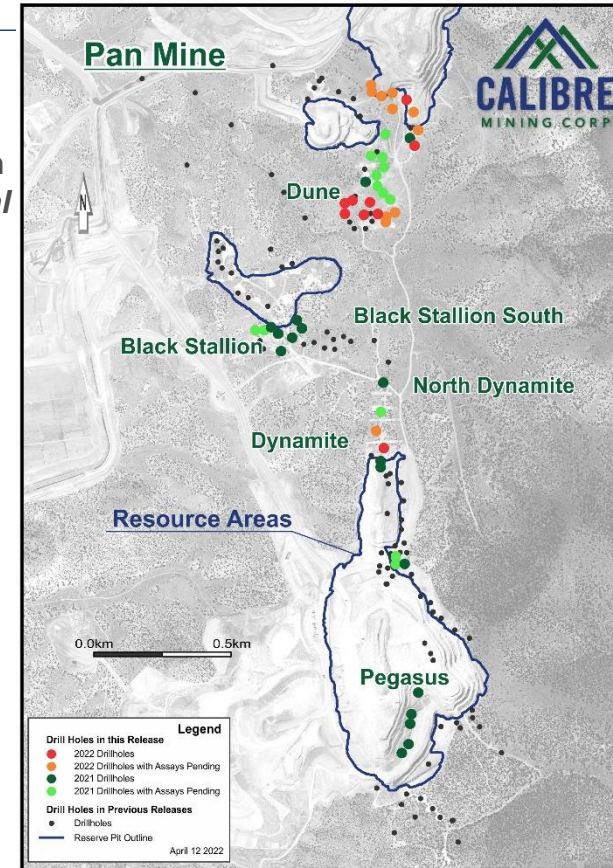 n
al
Pan Mine
CALIBRE
MINING CORP
N
Dune
Black Stallion South
Black Stallion
North Dynamite
Dynamite
Resource Areas
0.0km 0.5km
Pegasus
Legend
Drill Holes in this Release
2022 Drillholes
2022 Drillholes with Assays Pending
2021 Drillholes
2021 Drillholes with Assays Pending
Drill Holes in Previous Releases
Drillholes
Reserve Pit Outline
April 12 2022